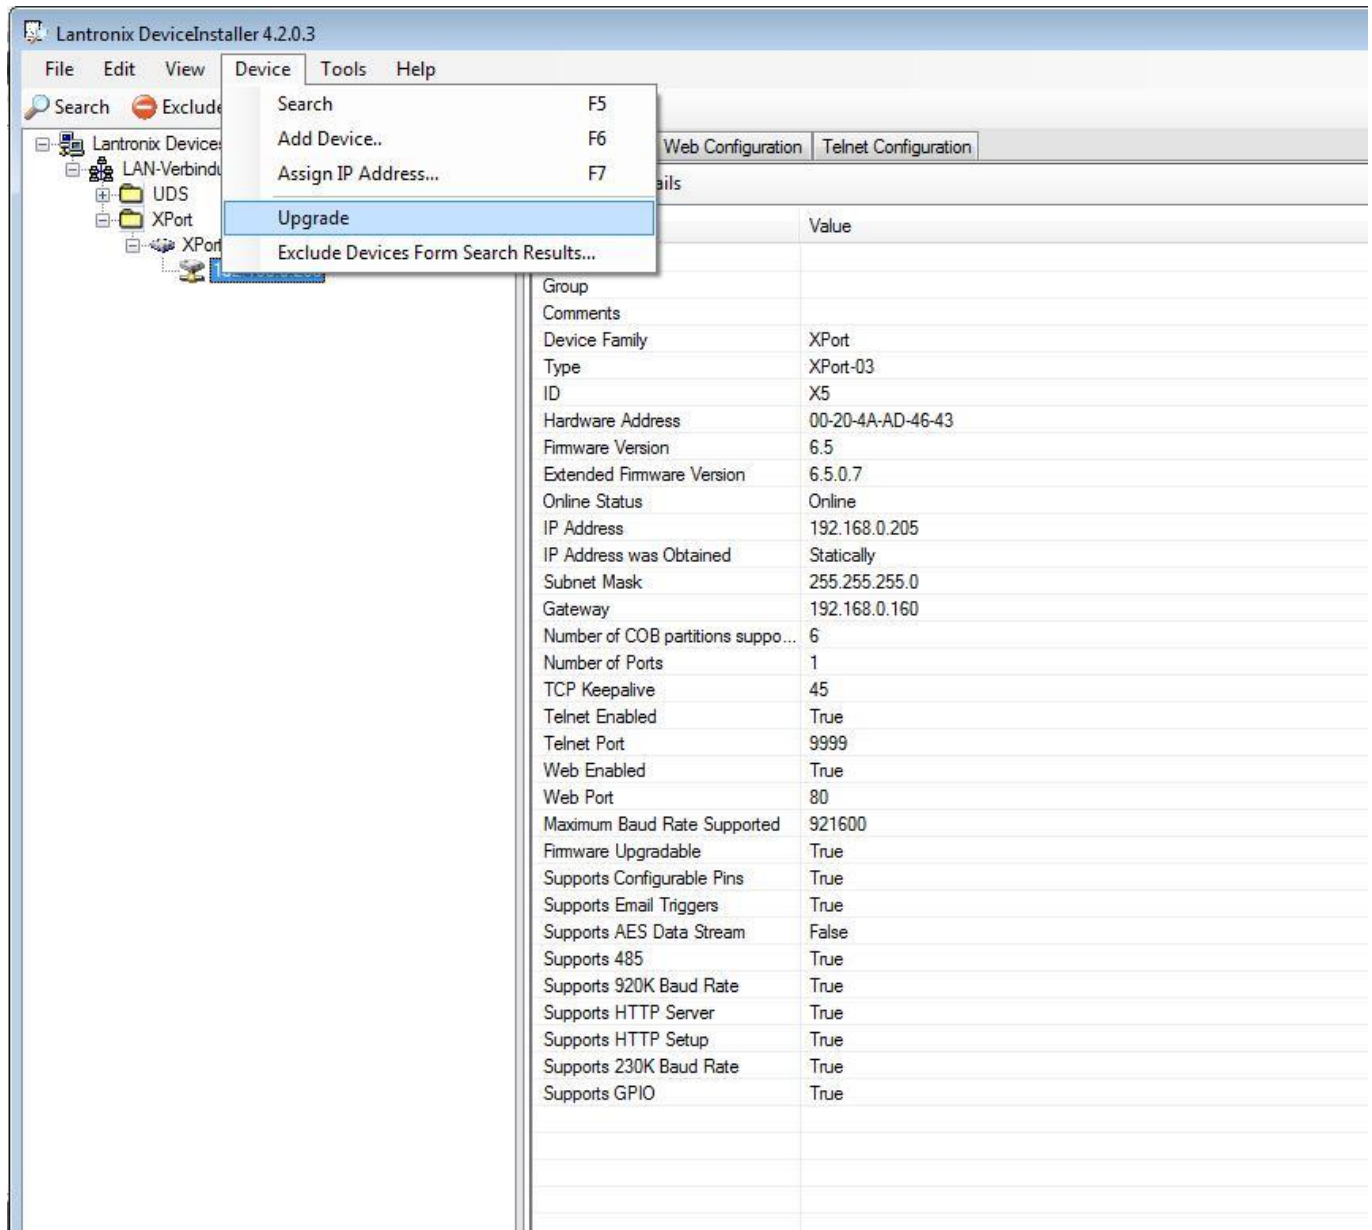 Lantronix DeviceInstaller 4.2.0.3
File Edit View Device Tools Help
Search Exclude
Search F5
Add Device.. F6
Assign IP Address... F7
Upgrade
Exclude Devices Form Search Results...
Lantronix Devices
LAN-Verbindu
UDS
XPort
XPort
Web Configuration Telnet Configuration
ails
Value
Group
Comments
Device Family XPort
Type XPort-03
ID X5
Hardware Address 00-20-4A-AD-46-43
Firmware Version 6.5
Extended Firmware Version 6.5.0.7
Online Status Online
IP Address 192.168.0.205
IP Address was Obtained Statically
Subnet Mask 255.255.255.0
Gateway 192.168.0.160
Number of COB partitions suppo... 6
Number of Ports 1
TCP Keepalive 45
Telnet Enabled True
Telnet Port 9999
Web Enabled True
Web Port 80
Maximum Baud Rate Supported 921600
Firmware Upgradable True
Supports Configurable Pins True
Supports Email Triggers True
Supports AES Data Stream False
Supports 485 True
Supports 920K Baud Rate True
Supports HTTP Server True
Supports HTTP Setup True
Supports 230K Baud Rate True
Supports GPIO True